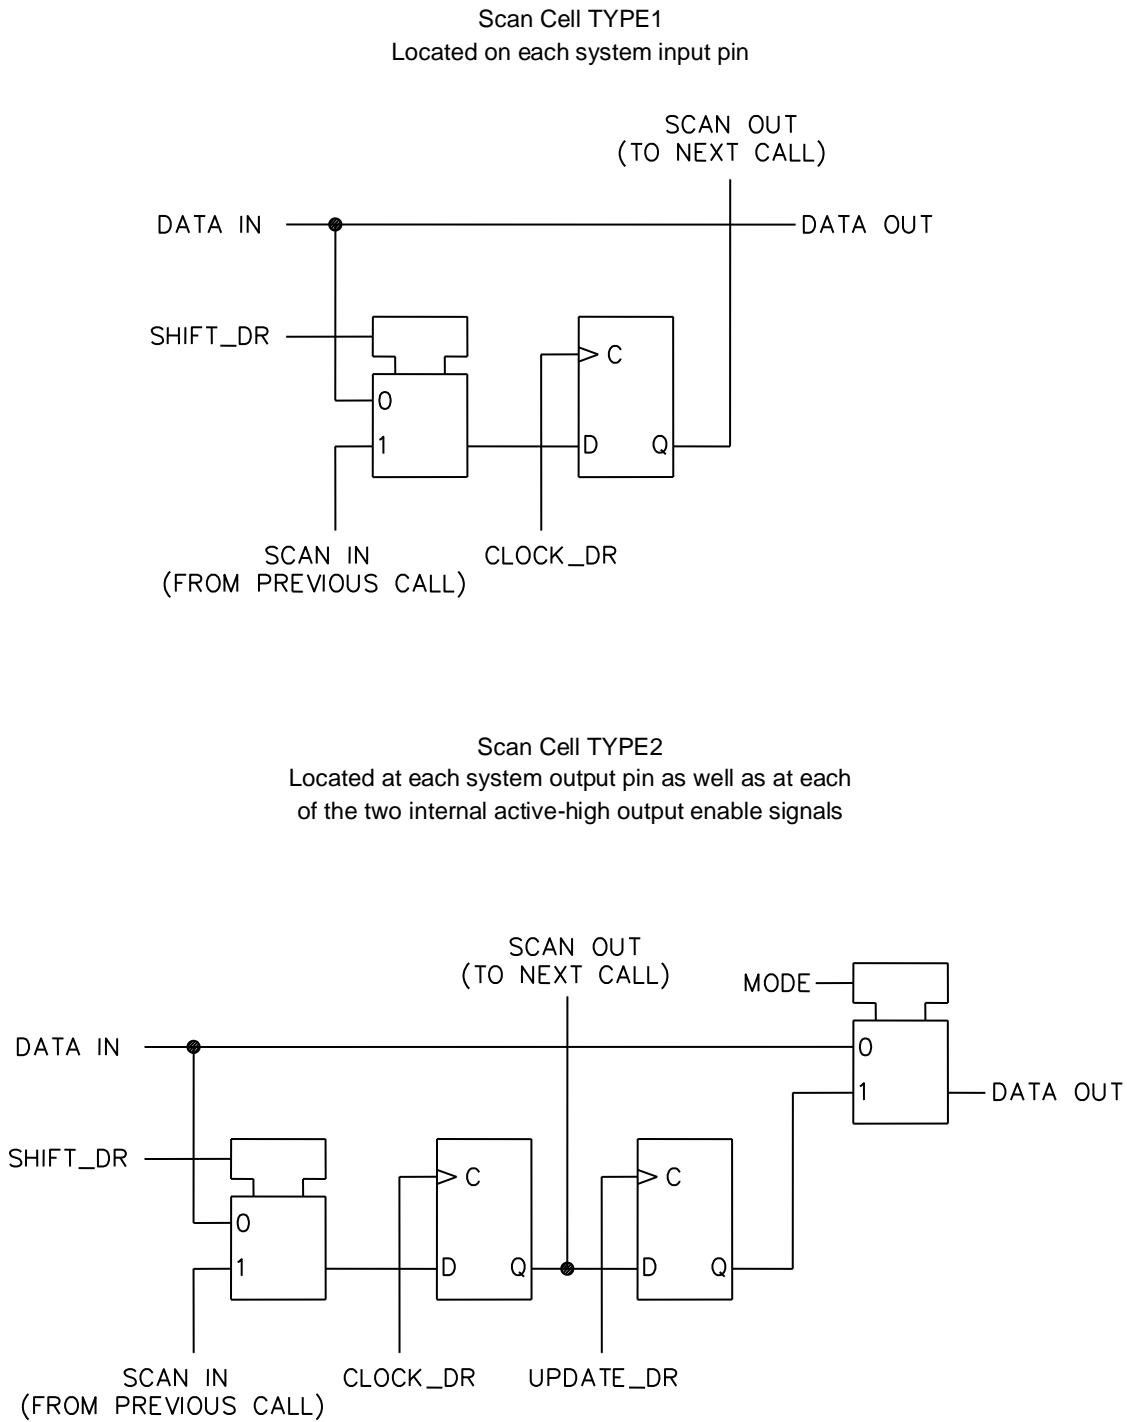 Scan Cell TYPE1
Located on each system input pin
SCAN OUT
(TO NEXT CALL)
DATA IN
DATA OUT
SHIFT_DR
C
0
1
D
Q
SCAN IN
(FROM PREVIOUS CALL)
CLOCK_DR
Scan Cell TYPE2
Located at each system output pin as well as at each
of the two internal active-high output enable signals
SCAN OUT
(TO NEXT CALL)
MODE
DATA IN
0
1
DATA OUT
SHIFT_DR
C
C
0
1
D
Q
D
Q
SCAN IN
(FROM PREVIOUS CALL)
CLOCK_DR
UPDATE_DR